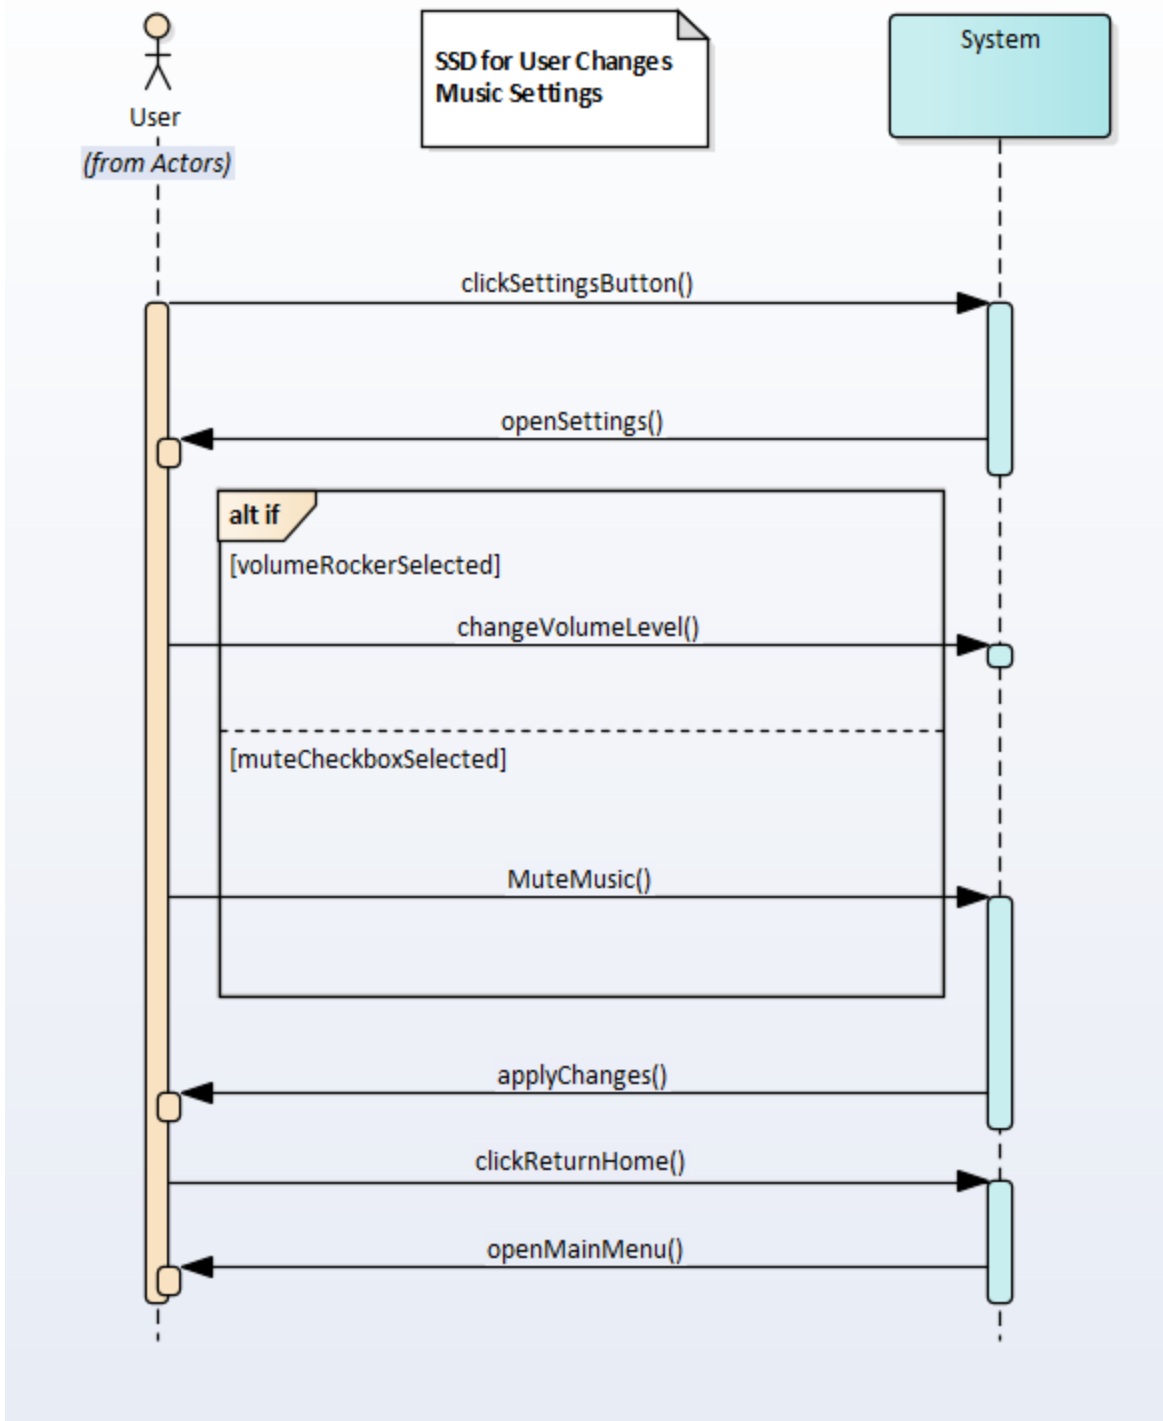 User
(from Actors)
SSD for User Changes
Music Settings
System
clickSettingsButton()
openSettings()
alt if
[volumeRockerSelected]
changeVolumeLevel()
[muteCheckboxSelected]
MuteMusic()
applyChanges()
clickReturnHome()
openMainMenu()